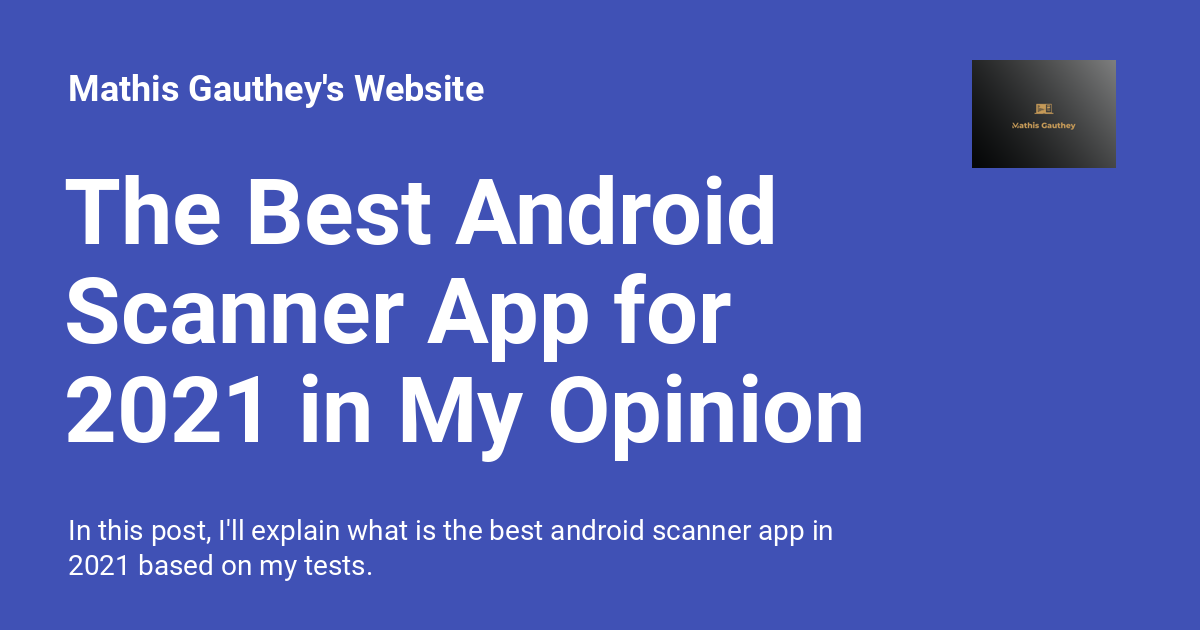 Mathis Gauthey's Website
Mathis Gauthey
The Best Android
Scanner App for
2021 in My Opinion
In this post, I'll explain what is the best android scanner app in
2021 based on my tests.